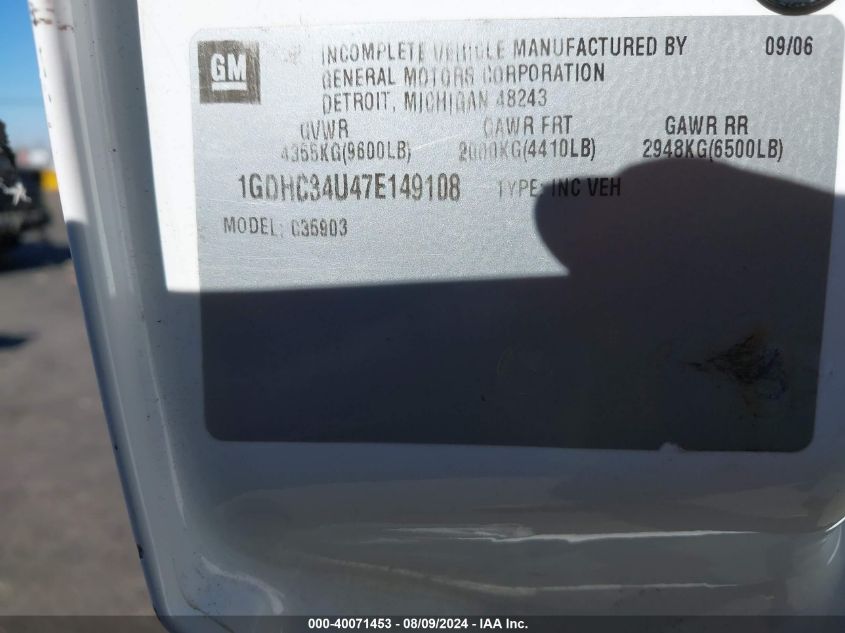 GM
INCOMPLETE VEHICLE MANUFACTURED BY 09/06
GENERAL MOTORS CORPORATION
DETROIT, MICHIGAN 48243
GVWR GAWR FRT GAWR RR
4355KG(9600LB) 2000KG(4410LB) 2948KG(6500LB)
1GDHC34U47E149108 TYPE: INC VEH
MODEL: C35903
000-40071453 - 08/09/2024 - IAA Inc.